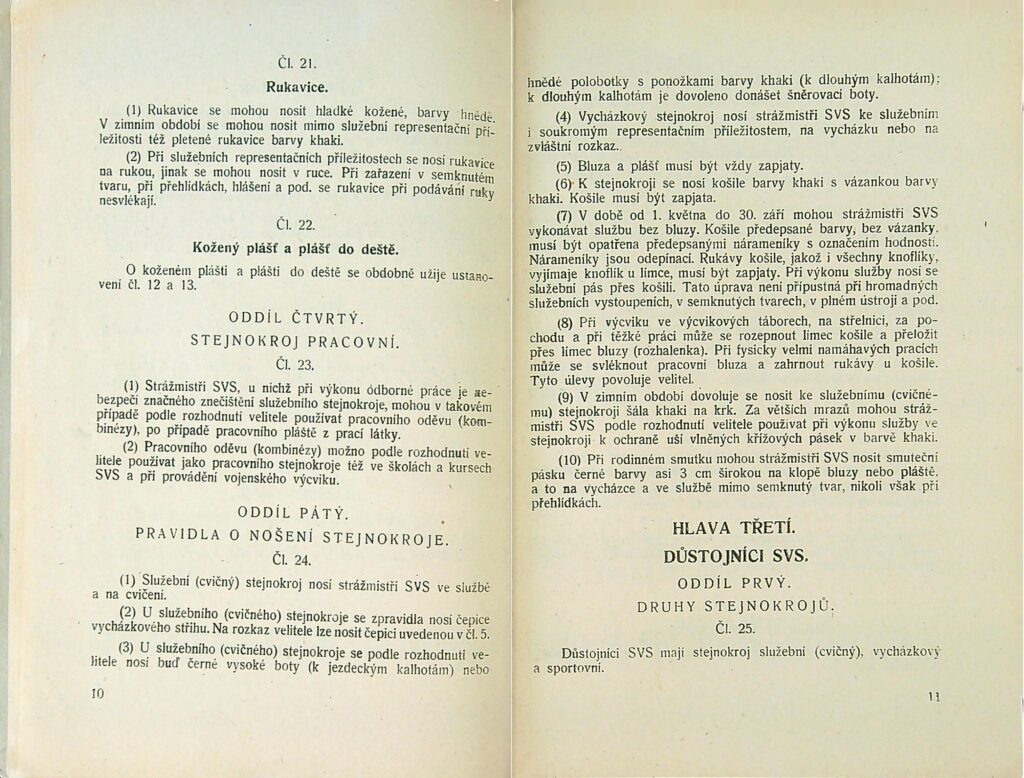 Čl. 21.
Rukavice.
(1) Rukavice se mohou nosit hladké kožené, barvy hnědé.
V zimním období se mohou nosit mimo služební representační pří-
ležitosti též pletené rukavice barvy khaki.
(2) Při služebních representačních příležitostech se nosí rukavice
na rukou, jinak se mohou nosit v ruce. Při zařazení v semknutém
tvaru, při přehlídkách, hlášení a pod. se rukavice při podávání ruky
nesvlékají.
Čl. 22.
Kožený plášť a plášť do deště.
O koženém plášti a plášti do deště se obdobně užije ustano-
vení čl. 12 a 13.
ODDÍL ČTVRTÝ.
STEJNOKROJ PRACOVNÍ.
Čl. 23.
(1) Strážmistři SVS, u nichž při výkonu odborné práce je ne-
bezpečí značného znečištění služebního stejnokroje, mohou v takovém
případě podle rozhodnutí velitele používat pracovního oděvu (kom-
binézy), po případě pracovního pláště z prací látky.
(2) Pracovního oděvu (kombinézy) možno podle rozhodnutí ve-
litele používat jako pracovního stejnokroje též ve školách a kursech
SVS a při provádění vojenského výcviku.
ODDÍL PÁTÝ.
PRAVIDLA O NOŠENÍ STEJNOKROJE.
Čl. 24.
(1) Služební (cvičný) stejnokroj nosí strážmistři SVS ve službě
a na cvičení.
(2) U služebního (cvičného) stejnokroje se zpravidla nosí čepice
vycházkového střihu. Na rozkaz velitele lze nosit čepici uvedenou v čl. 5.
(3) U služebního (cvičného) stejnokroje se podle rozhodnutí ve-
litele nosí buď černé vysoké boty (k jezdeckým kalhotám) nebo
10
hnědé polobotky s ponožkami barvy khaki (k dlouhým kalhotám);
k dlouhým kalhotám je dovoleno donášet šněrovací boty.
(4) Vycházkový stejnokroj nosí strážmistři SVS ke služebním
i soukromým representačním příležitostem, na vycházku nebo na
zvláštní rozkaz.
(5) Bluza a plášť musí být vždy zapjaty.
(6) K stejnokroji se nosí košile barvy khaki s vázankou barvy
khaki. Košile musí být zapjata.
(7) V době od 1. května do 30. září mohou strážmistři SVS
vykonávat službu bez bluzy. Košile předepsané barvy, bez vázanky,
musí být opatřena předepsanými nárameníky s označením hodnosti.
Nárameníky jsou odepínací. Rukávy košile, jakož i všechny knoflíky,
vyjímaje knoflík u límce, musí být zapjaty. Při výkonu služby nosí se
služební pás přes košili. Tato úprava není přípustná při hromadných
služebních vystoupeních, v semknutých tvarech, v plném ústroji a pod.
(8) Při výcviku ve výcvikových táborech, na střelnici, za po-
chodu a při těžké práci může se rozepnout límec košile a přeložit
přes límec bluzy (rozhalenka). Při fysicky velmi namáhavých pracích
může se svléknout pracovní bluza a zahrnout rukávy u košile.
Tyto úlevy povoluje velitel.
(9) V zimním období dovoluje se nosit ke služebnímu (cvičné-
mu) stejnokroji šála khaki na krk. Za větších mrazů mohou stráž-
mistři SVS podle rozhodnutí velitele používat při výkonu služby ve
stejnokroji k ochraně uší vlněných křížových pásek v barvě khaki.
(10) Při rodinném smutku mohou strážmistři SVS nosit smuteční
pásku černé barvy asi 3 cm širokou na klopě bluzy nebo pláště,
a to na vycházce a ve službě mimo semknutý tvar, nikoli však při
přehlídkách.
HLAVA TŘETÍ.
DŮSTOJNÍCI SVS.
ODDÍL PRVÝ.
DRUHY STEJNOKROJŮ.
Čl. 25.
Důstojníci SVS mají stejnokroj služební (cvičný), vycházkový
a sportovní.
11